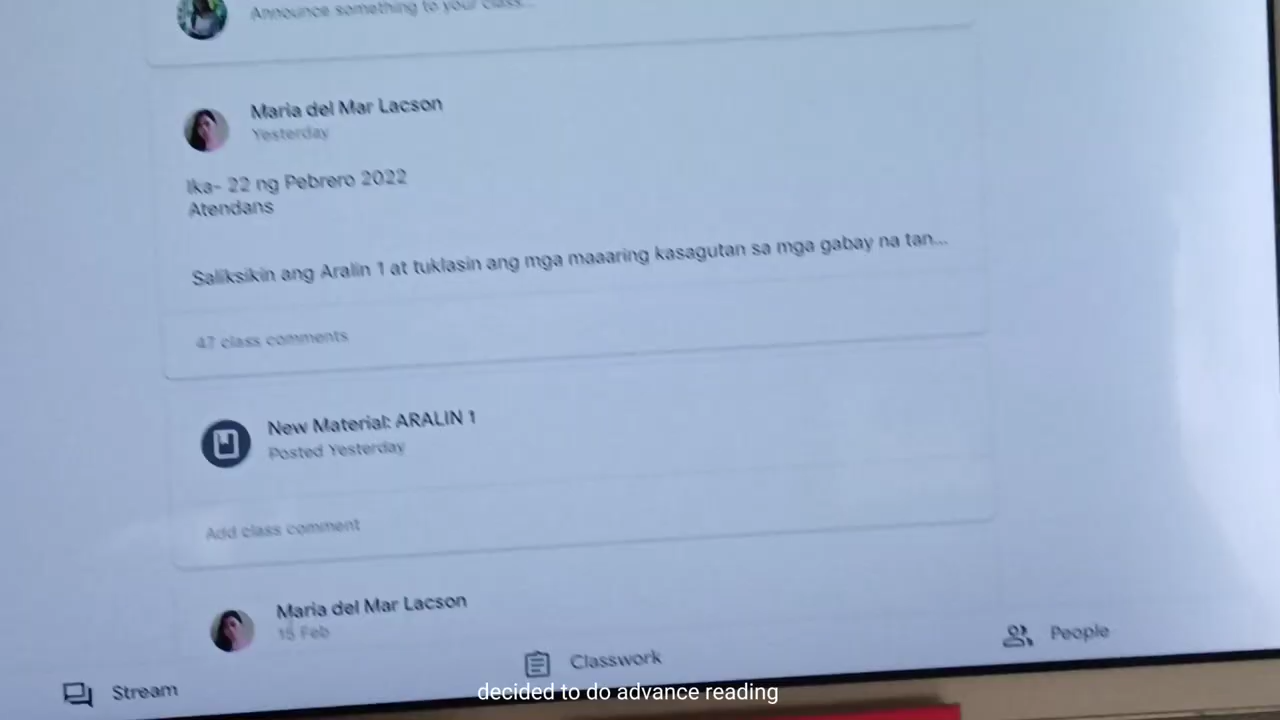 Announce something to your class...
Maria del Mar Lacson
Yesterday
Ika- 22 ng Pebrero 2022
Atendans
Saliksikin ang Aralin 1 at tuklasin ang mga maaaring kasagutan sa mga gabay na tan...
47 class comments
New Material: ARALIN 1
Posted Yesterday
Add class comment
Maria del Mar Lacson
15 Feb
Stream
Classwork
People
decided to do advance reading